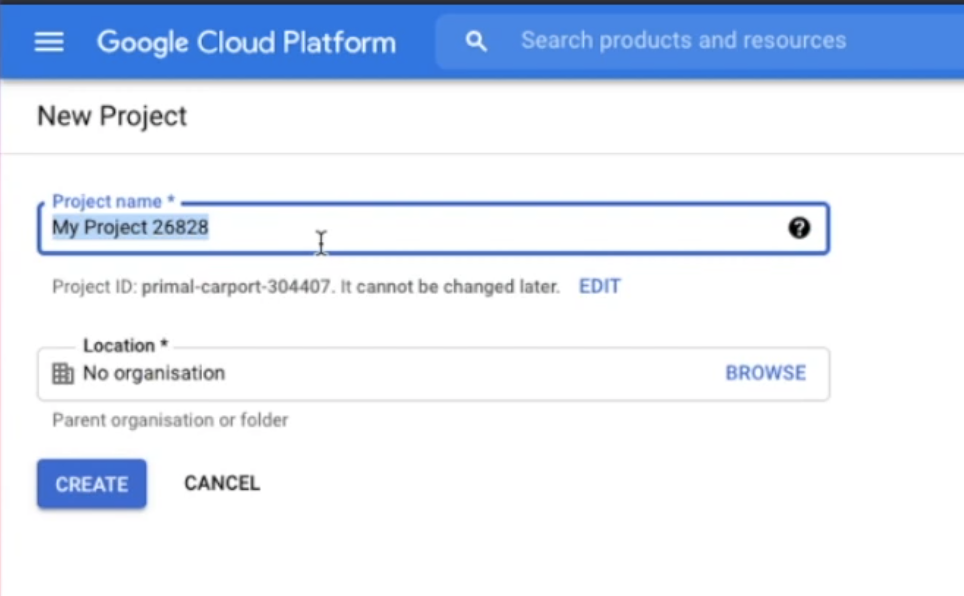 Google Cloud Platform
Search products and resources
New Project
Project name *
My Project 26828
?
Project ID: primal-carport-304407. It cannot be changed later. EDIT
Location *
No organisation
BROWSE
Parent organisation or folder
CREATE
CANCEL